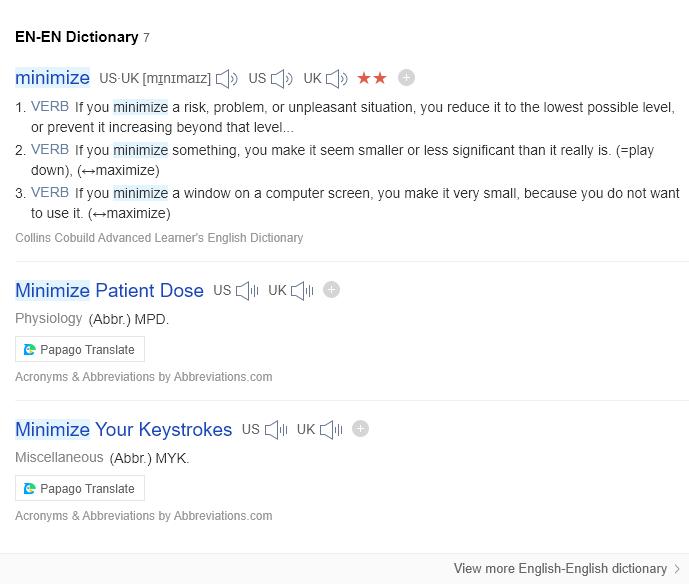 EN-EN Dictionary 7
minimize US·UK [mɪnɪmaɪz] US UK ★★
1. VERB If you minimize a risk, problem, or unpleasant situation, you reduce it to the lowest possible level,
or prevent it increasing beyond that level...
2. VERB If you minimize something, you make it seem smaller or less significant than it really is. (=play
down), (↔maximize)
3. VERB If you minimize a window on a computer screen, you make it very small, because you do not want
to use it. (↔maximize)
Collins Cobuild Advanced Learner's English Dictionary
Minimize Patient Dose US UK
Physiology (Abbr.) MPD.
Papago Translate
Acronyms & Abbreviations by Abbreviations.com
Minimize Your Keystrokes US UK
Miscellaneous (Abbr.) MYK.
Papago Translate
Acronyms & Abbreviations by Abbreviations.com
View more English-English dictionary >